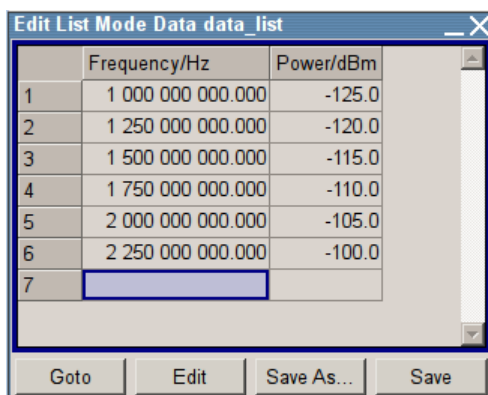 Edit List Mode Data data_list
Frequency/Hz Power/dBm
1 1 000 000 000.000 -125.0
2 1 250 000 000.000 -120.0
3 1 500 000 000.000 -115.0
4 1 750 000 000.000 -110.0
5 2 000 000 000.000 -105.0
6 2 250 000 000.000 -100.0
7
Goto Edit Save As... Save